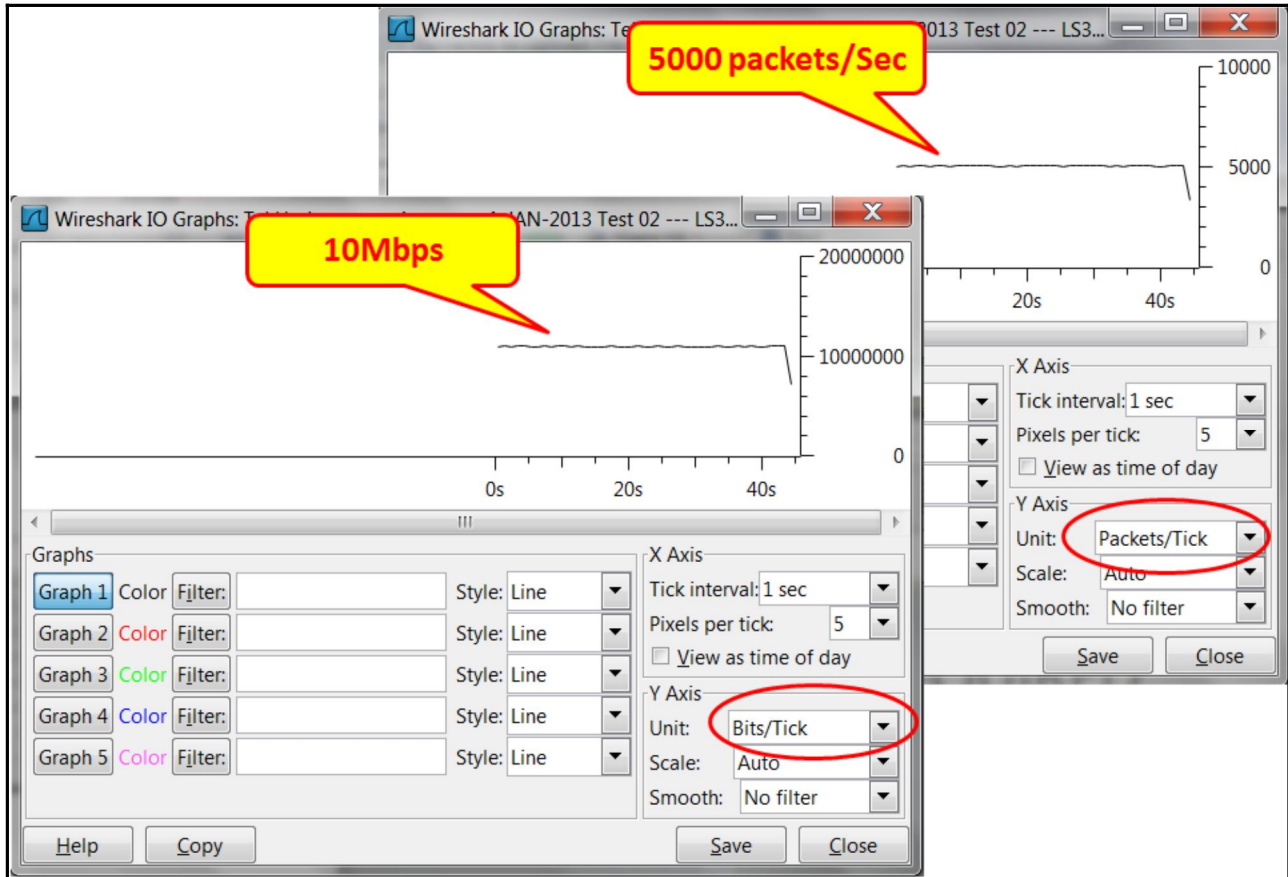 Wireshark IO Graphs: Te
2013 Test 02 --- LS3...
5000 packets/Sec
10000
5000
0
20s
40s
X Axis
Tick interval: 1 sec
Pixels per tick: 5
View as time of day
Y Axis
Unit: Packets/Tick
Scale: Auto
Smooth: No filter
Save
Close
Wireshark IO Graphs:
AN-2013 Test 02 --- LS3...
10Mbps
20000000
10000000
0
0s
20s
40s
Graphs
Graph 1 Color Filter: Style: Line
Graph 2 Color Filter: Style: Line
Graph 3 Color Filter: Style: Line
Graph 4 Color Filter: Style: Line
Graph 5 Color Filter: Style: Line
X Axis
Tick interval: 1 sec
Pixels per tick: 5
View as time of day
Y Axis
Unit: Bits/Tick
Scale: Auto
Smooth: No filter
Help
Copy
Save
Close